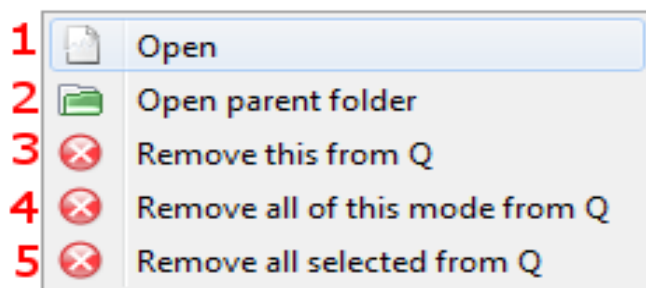 1 Open
2 Open parent folder
3 Remove this from Q
4 Remove all of this mode from Q
5 Remove all selected from Q